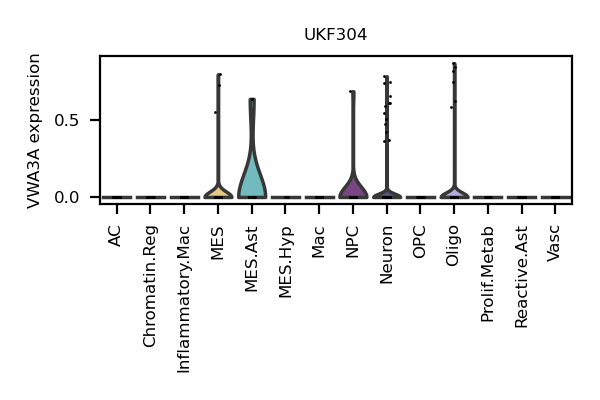 UKF304
VWA3A expression
0.5
0.0
AC
Chromatin.Reg
Inflammatory.Mac
MES
MES.Ast
MES.Hyp
Mac
NPC
Neuron
OPC
Oligo
Prolif.Metab
Reactive.Ast
Vasc